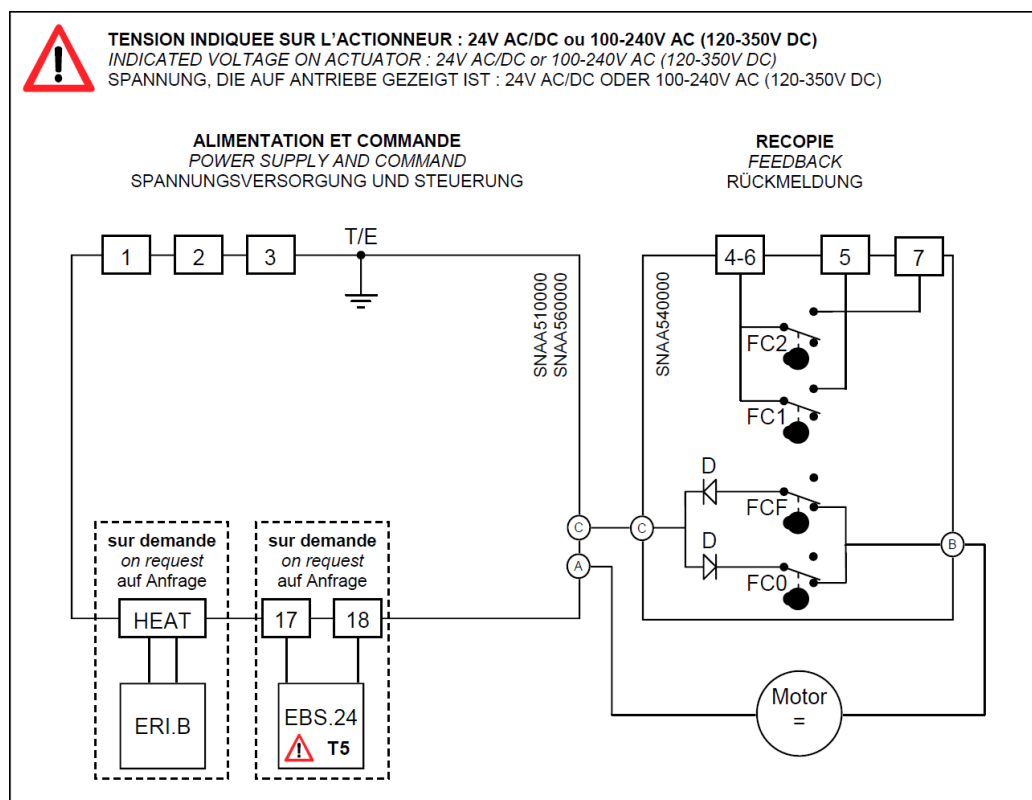 TENSION INDIQUEE SUR L'ACTIONNEUR : 24V AC/DC ou 100-240V AC (120-350V DC)
INDICATED VOLTAGE ON ACTUATOR : 24V AC/DC or 100-240V AC (120-350V DC)
SPANNUNG, DIE AUF ANTRIEBE GEZEIGT IST : 24V AC/DC ODER 100-240V AC (120-350V DC)
ALIMENTATION ET COMMANDE
POWER SUPPLY AND COMMAND
SPANNUNGSVERSORGUNG UND STEUERUNG
RECOPIE
FEEDBACK
RÜCKMELDUNG
1
2
3
T/E
SNAA510000
SNAA560000
SNAA540000
4-6
5
7
FC2
FC1
D
FCF
D
FC0
C
C
A
B
sur demande
on request
auf Anfrage
HEAT
ERI.B
sur demande
on request
auf Anfrage
17
18
EBS.24
! T5
Motor
=